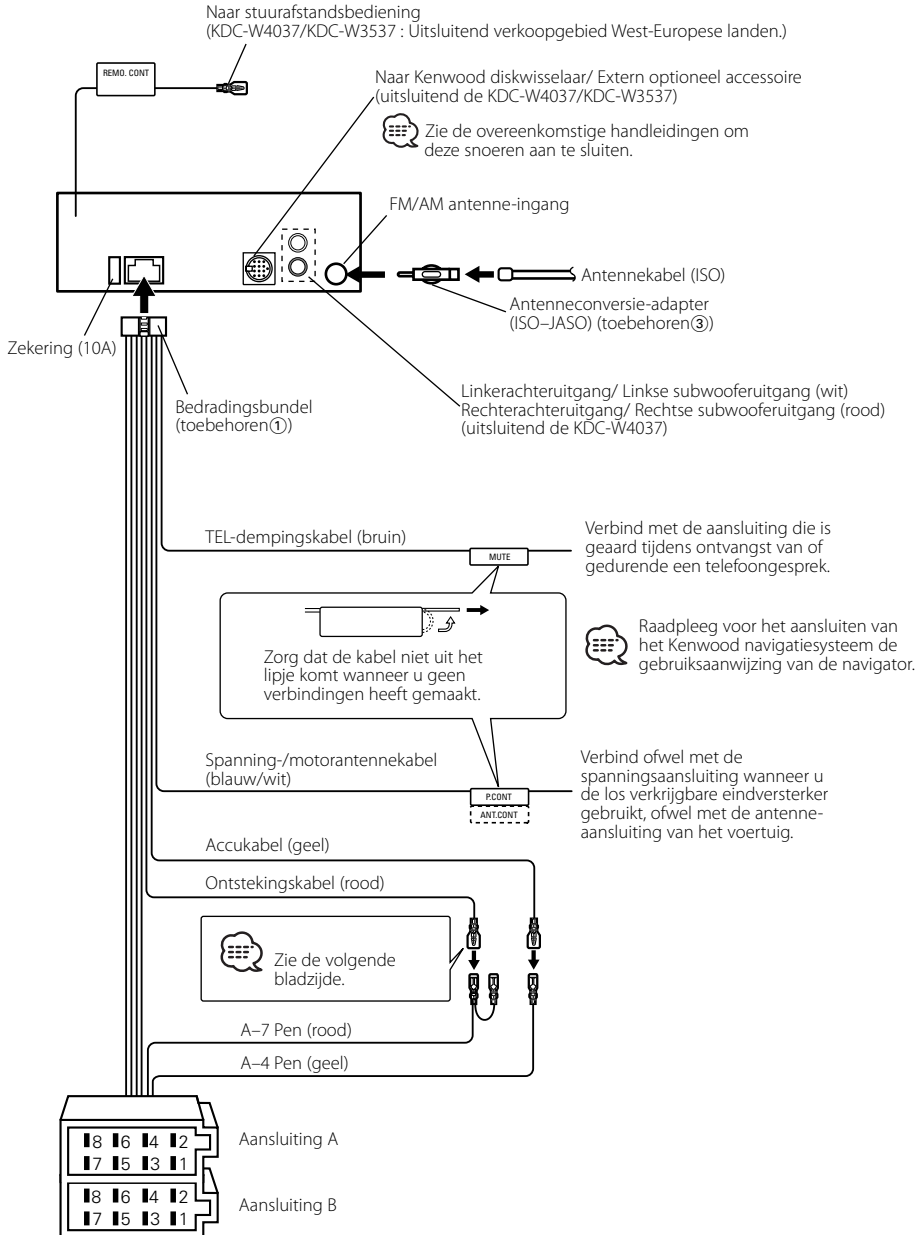 Naar stuurafstandsbediening
(KDC-W4037/KDC-W3537 : Uitsluitend verkoopgebied West-Europese landen.)
REMO. CONT
Naar Kenwood diskwisselaar/ Extern optioneel accessoire
(uitsluitend de KDC-W4037/KDC-W3537)
Zie de overeenkomstige handleidingen om
deze snoeren aan te sluiten.
FM/AM antenne-ingang
Antennekabel (ISO)
Antenneconversie-adapter
(ISO–JASO) (toebehoren③)
Zekering (10A)
Bedradingsbundel
(toebehoren①)
Linkerachteruitgang/ Linkse subwooferuitgang (wit)
Rechterachteruitgang/ Rechtse subwooferuitgang (rood)
(uitsluitend de KDC-W4037)
TEL-dempingskabel (bruin)
MUTE
Verbind met de aansluiting die is
geaard tijdens ontvangst van of
gedurende een telefoongesprek.
Zorg dat de kabel niet uit het
lipje komt wanneer u geen
verbindingen heeft gemaakt.
Raadpleeg voor het aansluiten van
het Kenwood navigatiesysteem de
gebruiksaanwijzing van de navigator.
Spanning-/motorantennekabel
(blauw/wit)
P.CONT
ANT.CONT
Verbind ofwel met de
spanningsaansluiting wanneer u
de los verkrijgbare eindversterker
gebruikt, ofwel met de antenne-
aansluiting van het voertuig.
Accukabel (geel)
Ontstekingskabel (rood)
Zie de volgende
bladzijde.
A–7 Pen (rood)
A–4 Pen (geel)
8 6 4 2
7 5 3 1
Aansluiting A
8 6 4 2
7 5 3 1
Aansluiting B